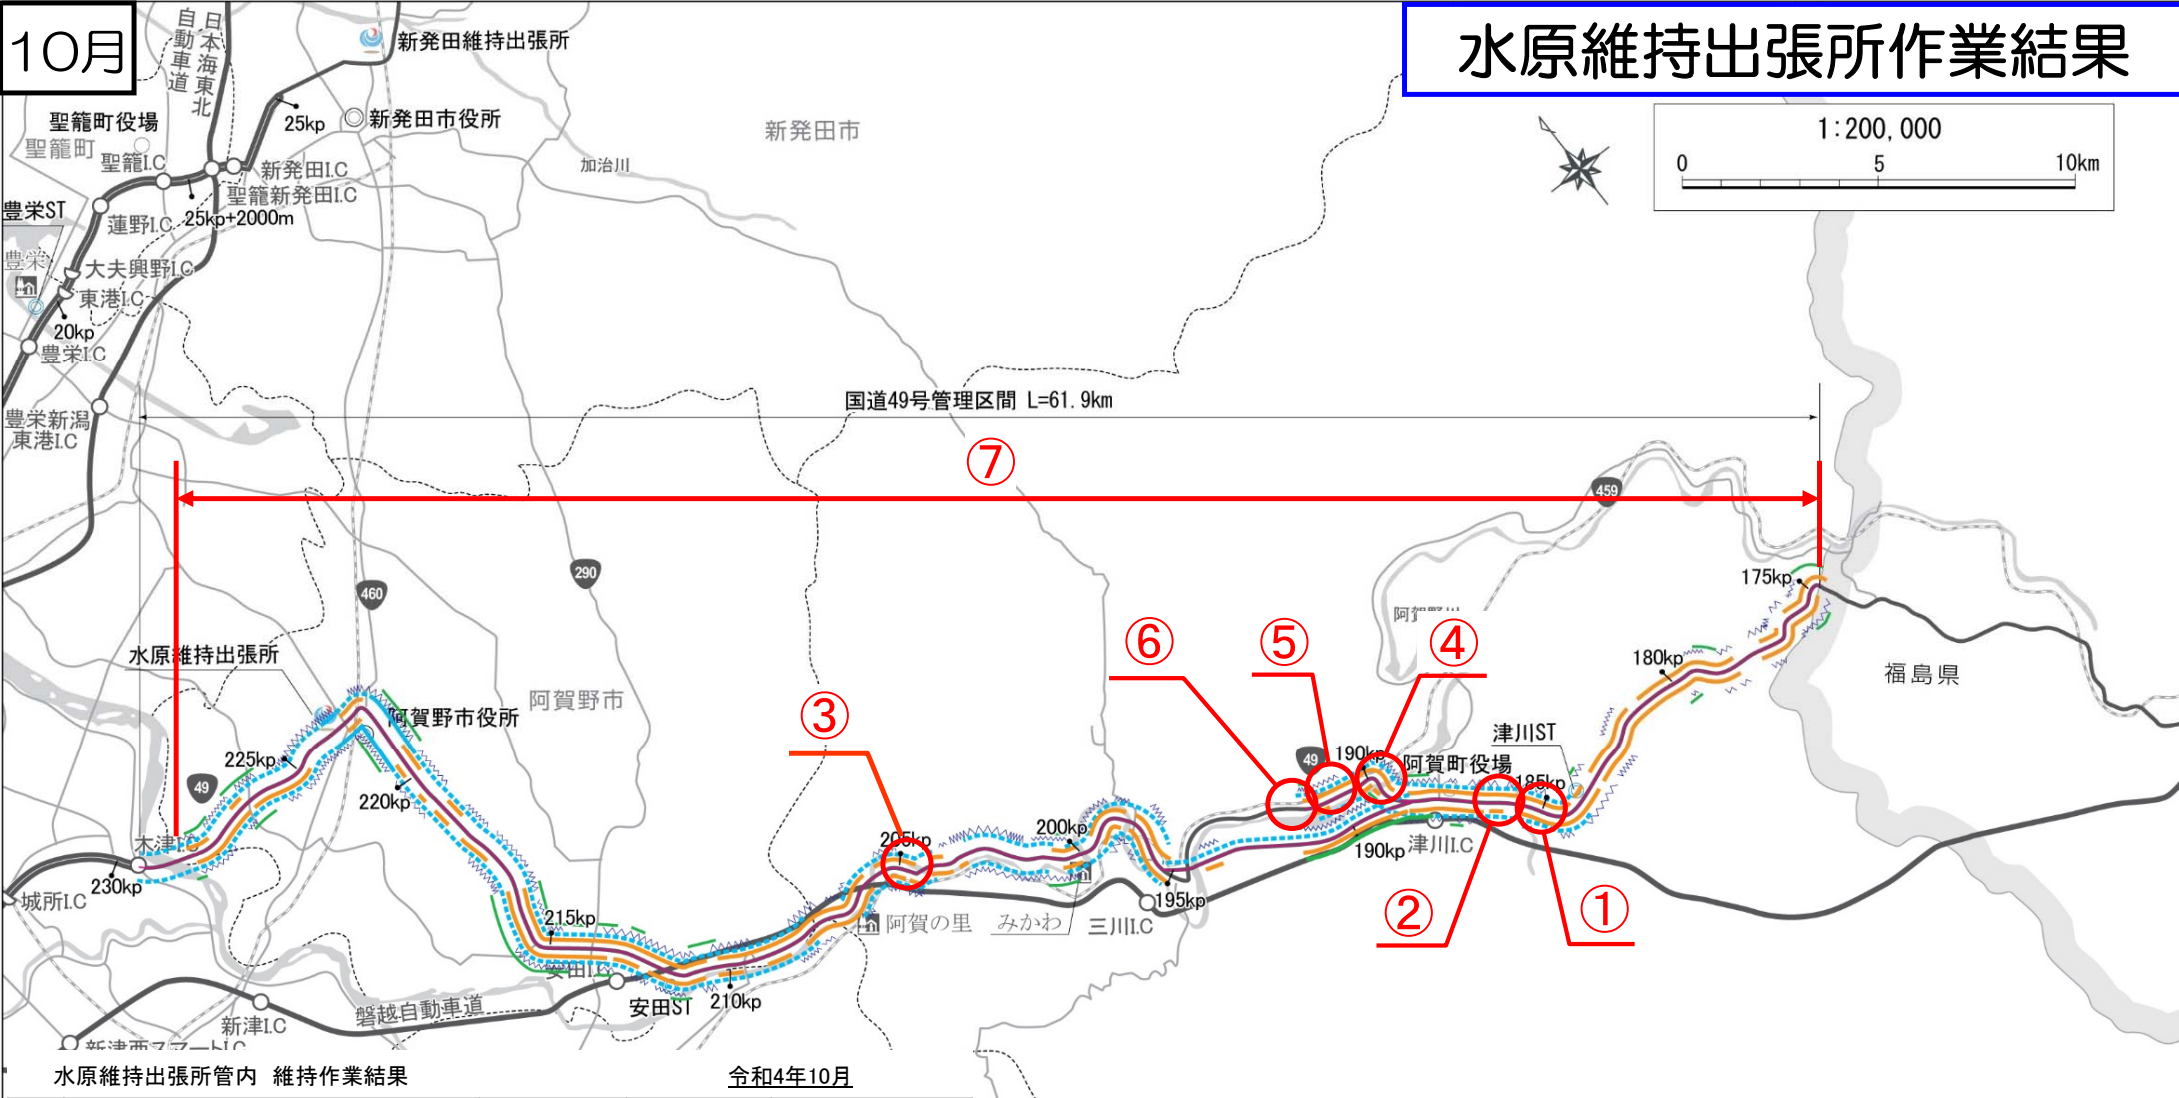 10月
水原維持出張所作業結果
日本海東北
自動車道
新発田維持出張所
聖籠町役場
聖籠町
聖籠I.C
25kp
新発田市役所
新発田市
加治川
1:200,000
0 5 10km
新発田I.C
聖籠新発田I.C
25kp+2000m
蓮野I.C
豊栄ST
豊栄
大夫興野I.C
東港I.C
20kp
豊栄I.C
豊栄新潟
東港I.C
国道49号管理区間 L=61.9km
⑦
459
290
460
175kp
⑥
⑤
④
180kp
福島県
水原維持出張所
阿賀野市
阿賀野市役所
③
津川ST
225kp
49
220kp
49
190kp
阿賀町役場
185kp
木津I.C
230kp
城所I.C
205kp
200kp
190kp
津川I.C
195kp
②
①
215kp
阿賀の里
みかわ
三川I.C
安田I.C
安田ST
210kp
磐越自動車道
新津I.C
水原維持出張所管内 維持作業結果
令和4年10月